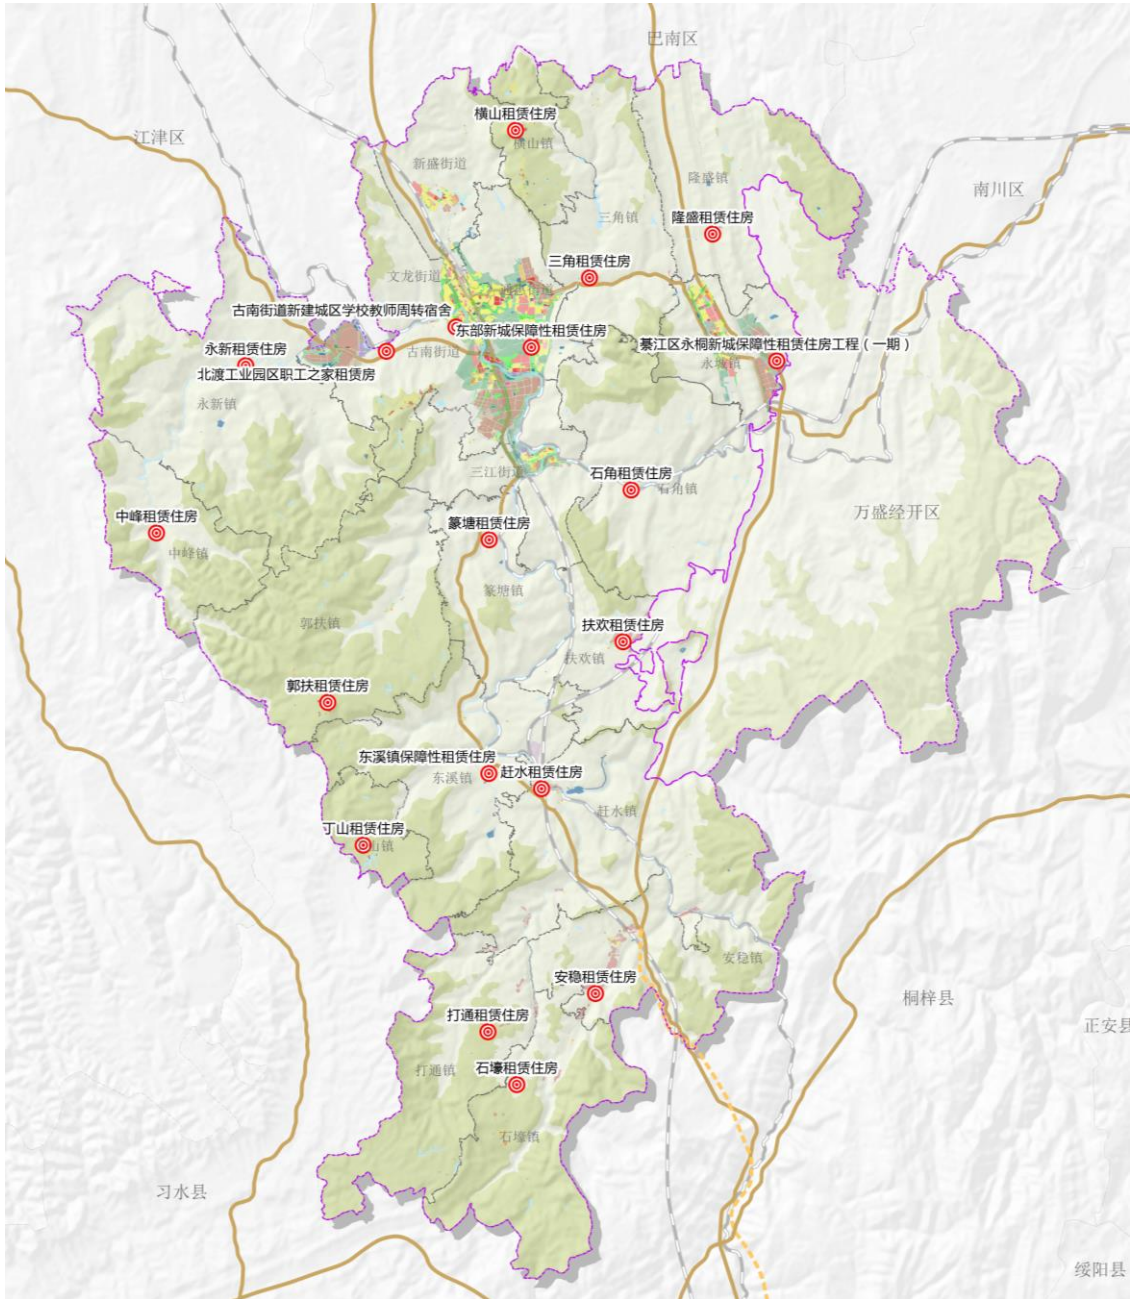 巴南区
横山租赁住房
江津区
横山镇
新盛街道
隆盛镇
南川区
三角镇
隆盛租赁住房
三角租赁住房
文龙街道
古南街道新建城区学校教师周转宿舍
东部新城保障性租赁住房
綦江区永桐新城保障性租赁住房工程（一期）
永新租赁住房
古南街道
永城镇
北渡工业园区职工之家租赁房
永新镇
三江街道
石角租赁住房
石角镇
中峰租赁住房
万盛经开区
篆塘租赁住房
中峰镇
篆塘镇
郭扶镇
扶欢租赁住房
扶欢镇
郭扶租赁住房
东溪镇保障性租赁住房
赶水租赁住房
东溪镇
赶水镇
丁山租赁住房
山镇
安稳镇
安稳租赁住房
桐梓县
打通租赁住房
正安县
打通镇
石壕租赁住房
石壕镇
习水县
绥阳县